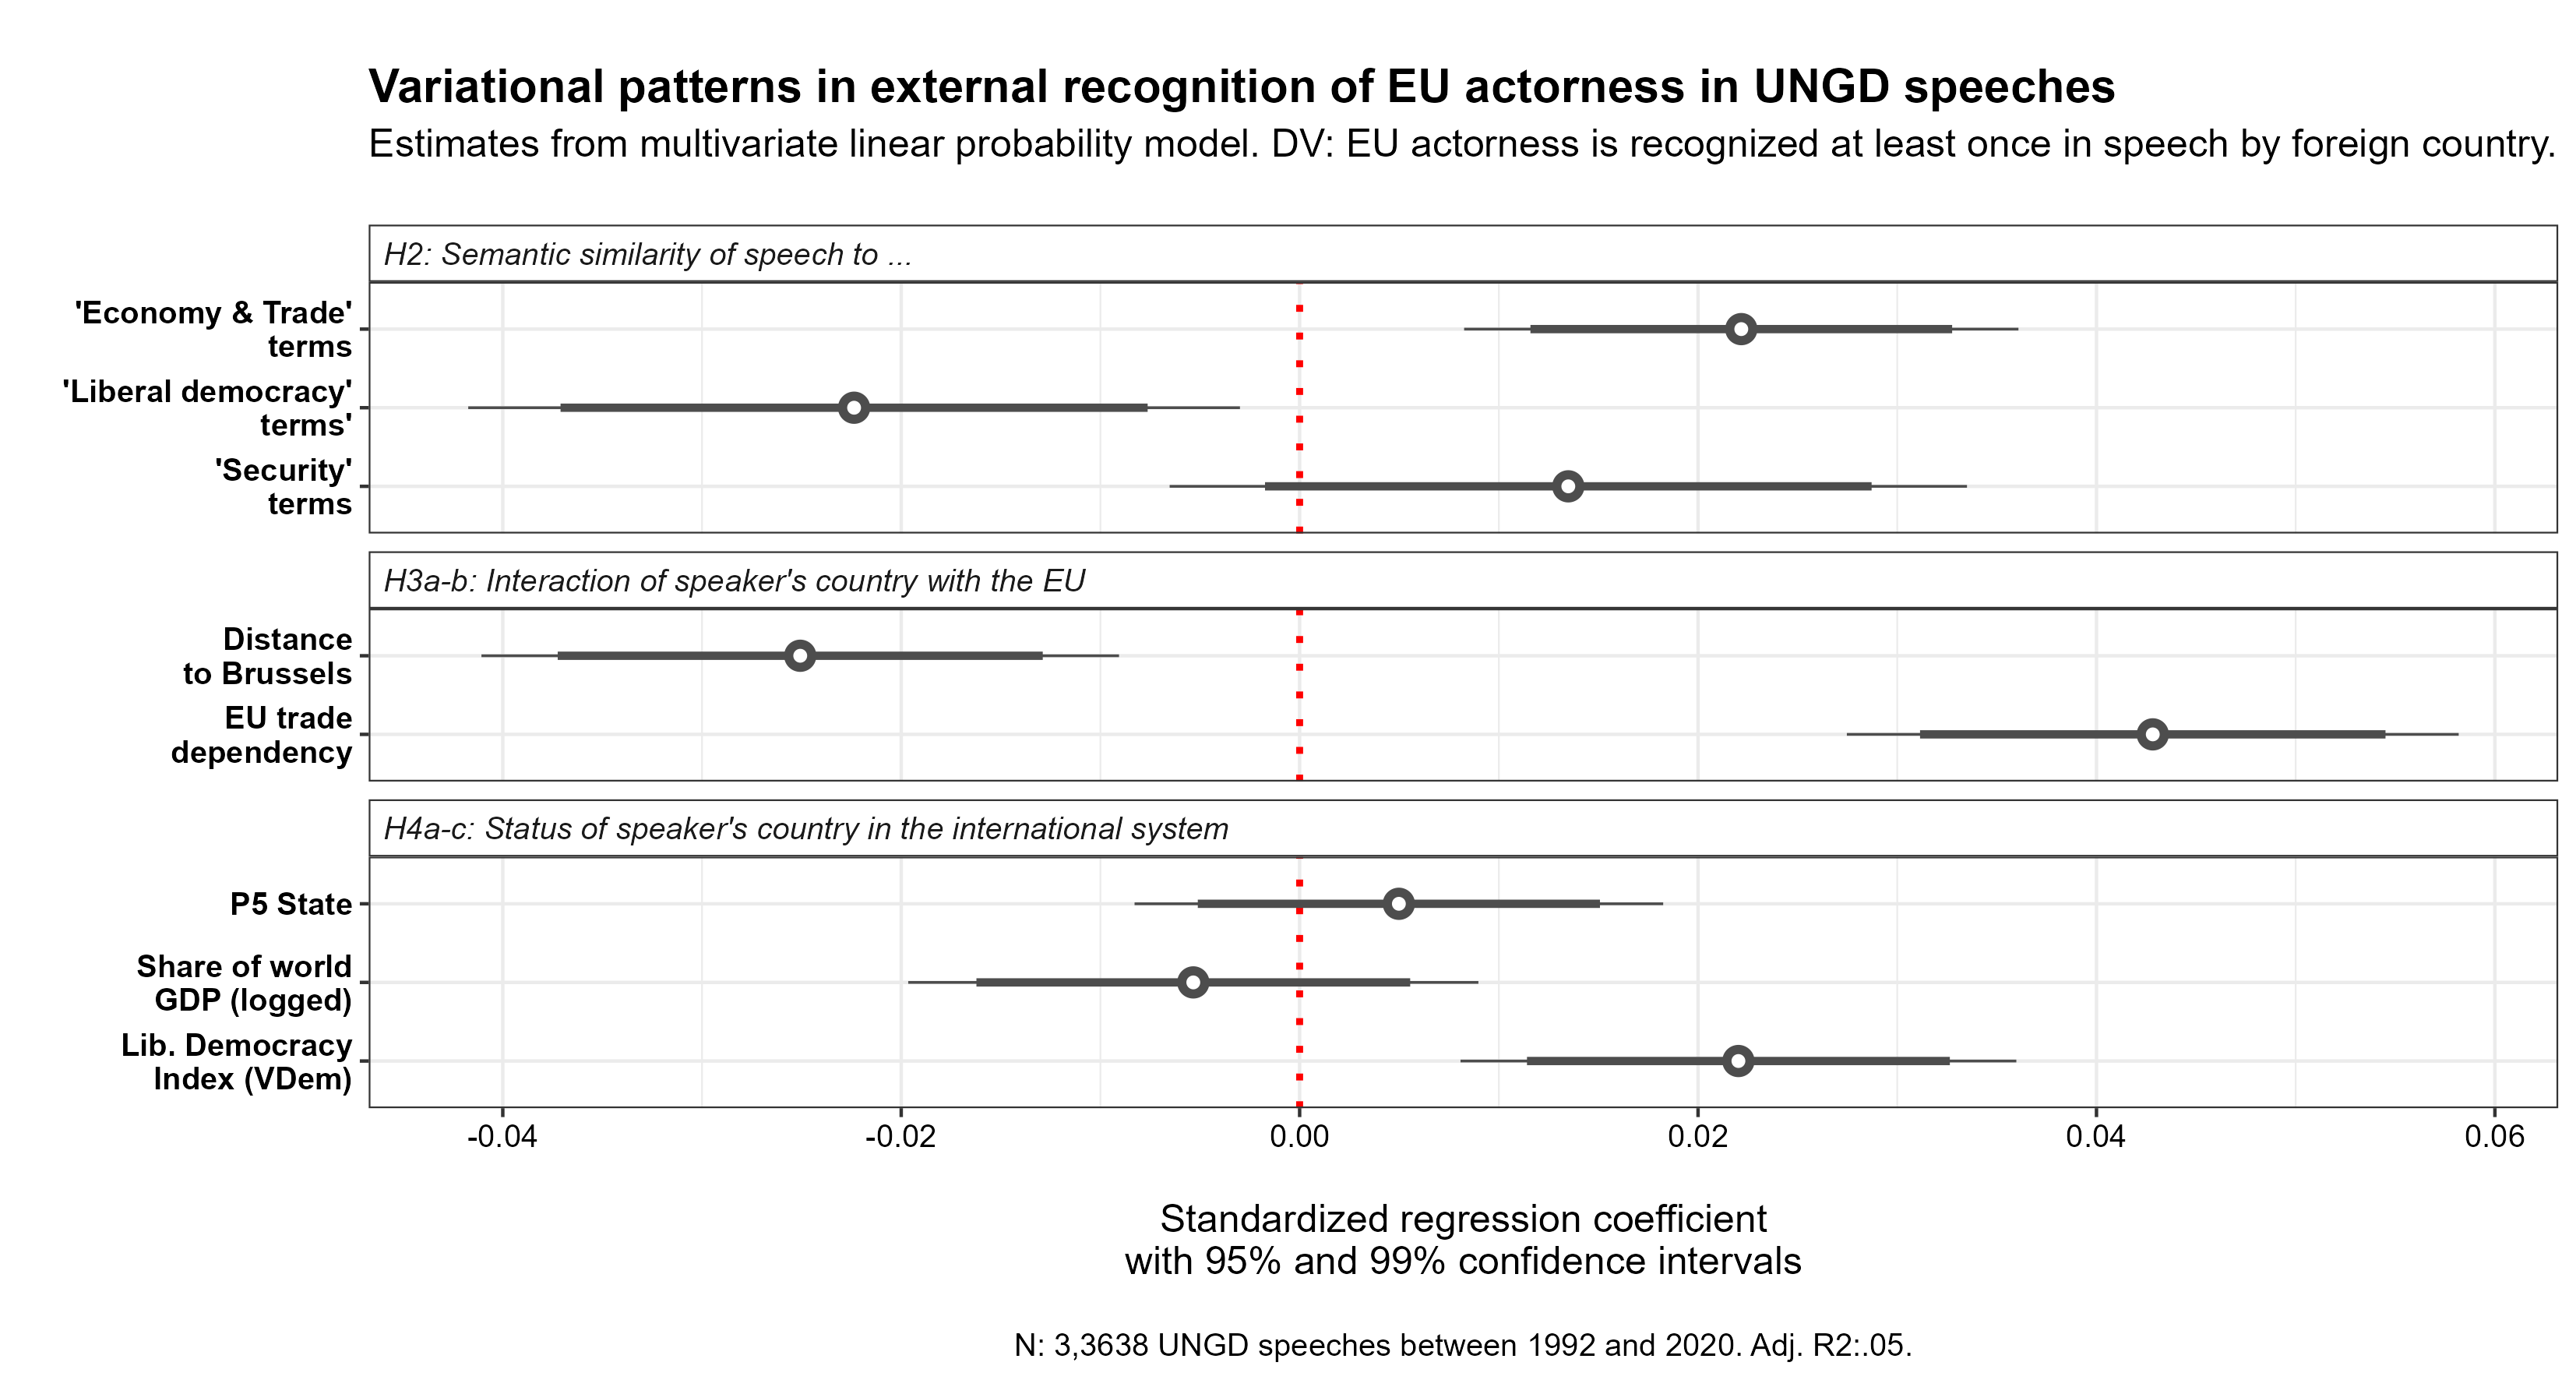 Variational patterns in external recognition of EU actorness in UNGD speeches
Estimates from multivariate linear probability model. DV: EU actorness is recognized at least once in speech by foreign country.
H2: Semantic similarity of speech to ...
'Economy & Trade'
terms
'Liberal democracy'
terms'
'Security'
terms
H3a-b: Interaction of speaker's country with the EU
Distance
to Brussels
EU trade
dependency
H4a-c: Status of speaker's country in the international system
P5 State
Share of world
GDP (logged)
Lib. Democracy
Index (VDem)
-0.04 -0.02 0.00 0.02 0.04 0.06
Standardized regression coefficient
with 95% and 99% confidence intervals
N: 3,3638 UNGD speeches between 1992 and 2020. Adj. R2:.05.